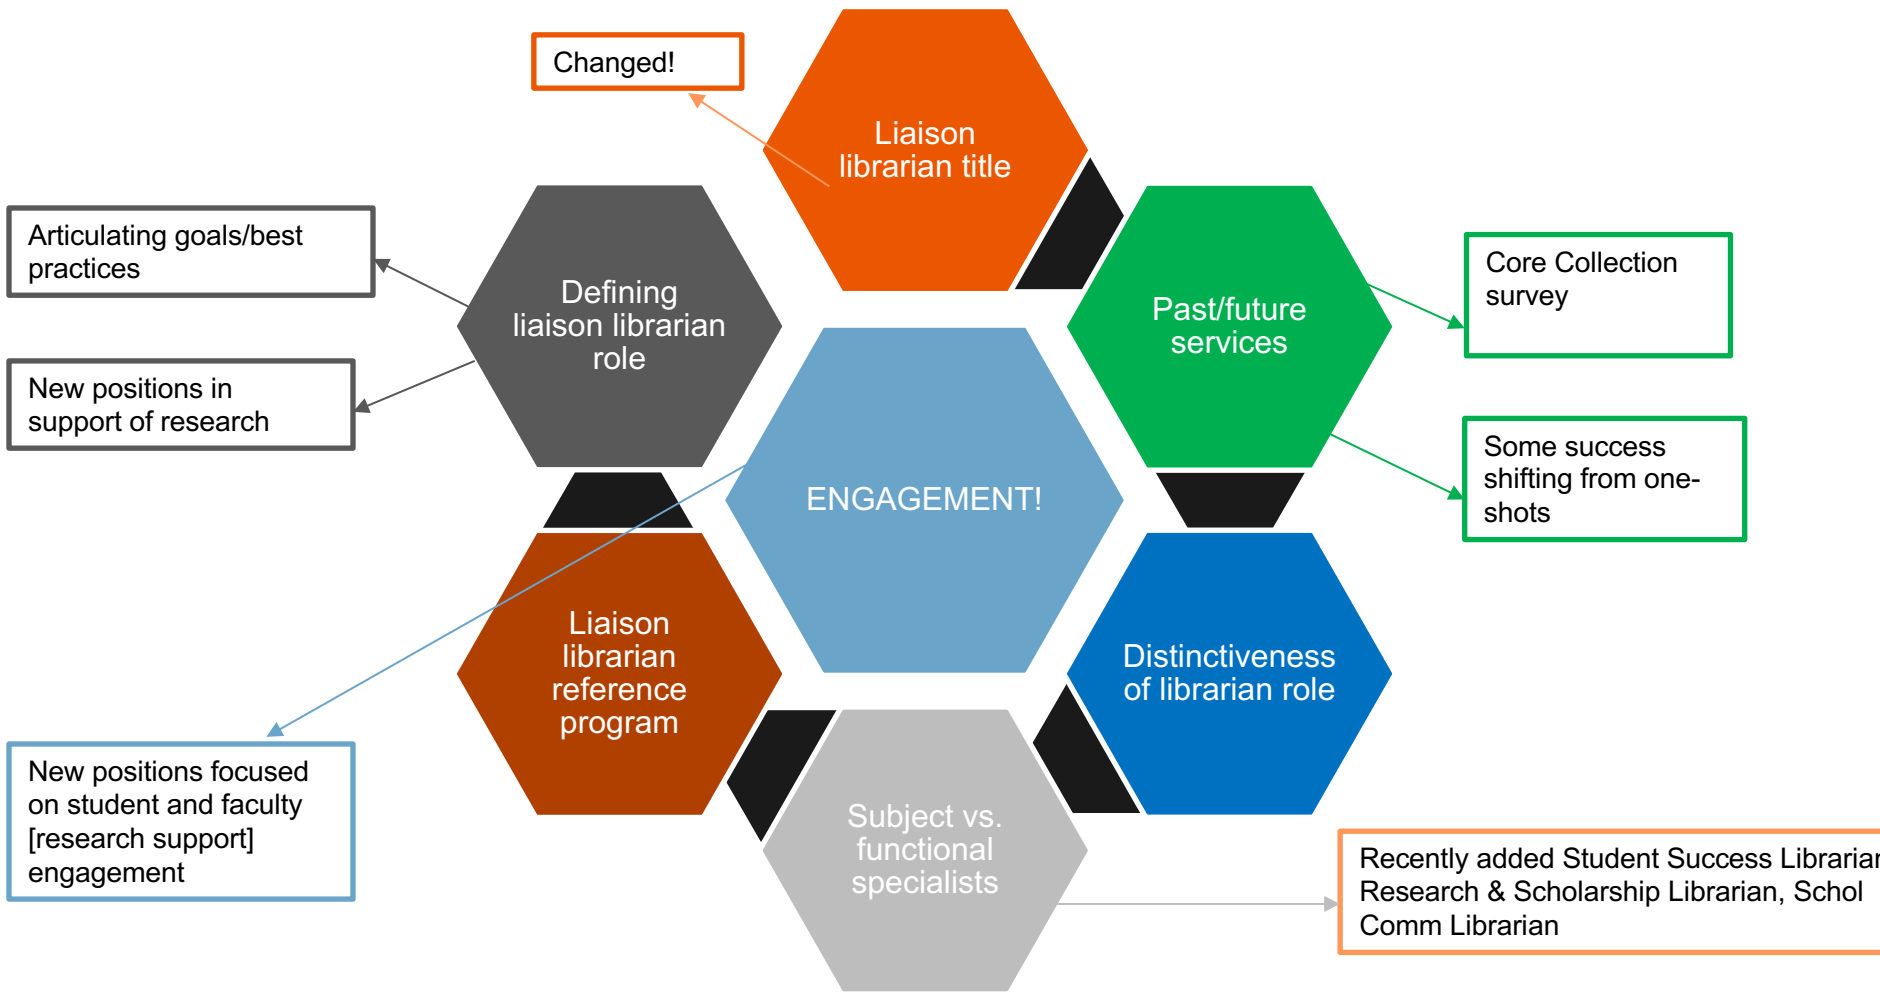 Changed!
Liaison
librarian title
Articulating goals/best
practices
New positions in
support of research
Defining
liaison librarian
role
Past/future
services
Core Collection
survey
Some success
shifting from one-
shots
ENGAGEMENT!
Liaison
librarian
reference
program
Distinctiveness
of librarian role
New positions focused
on student and faculty
[research support]
engagement
Subject vs.
functional
specialists
Recently added Student Success Librarian
Research & Scholarship Librarian, Schol
Comm Librarian